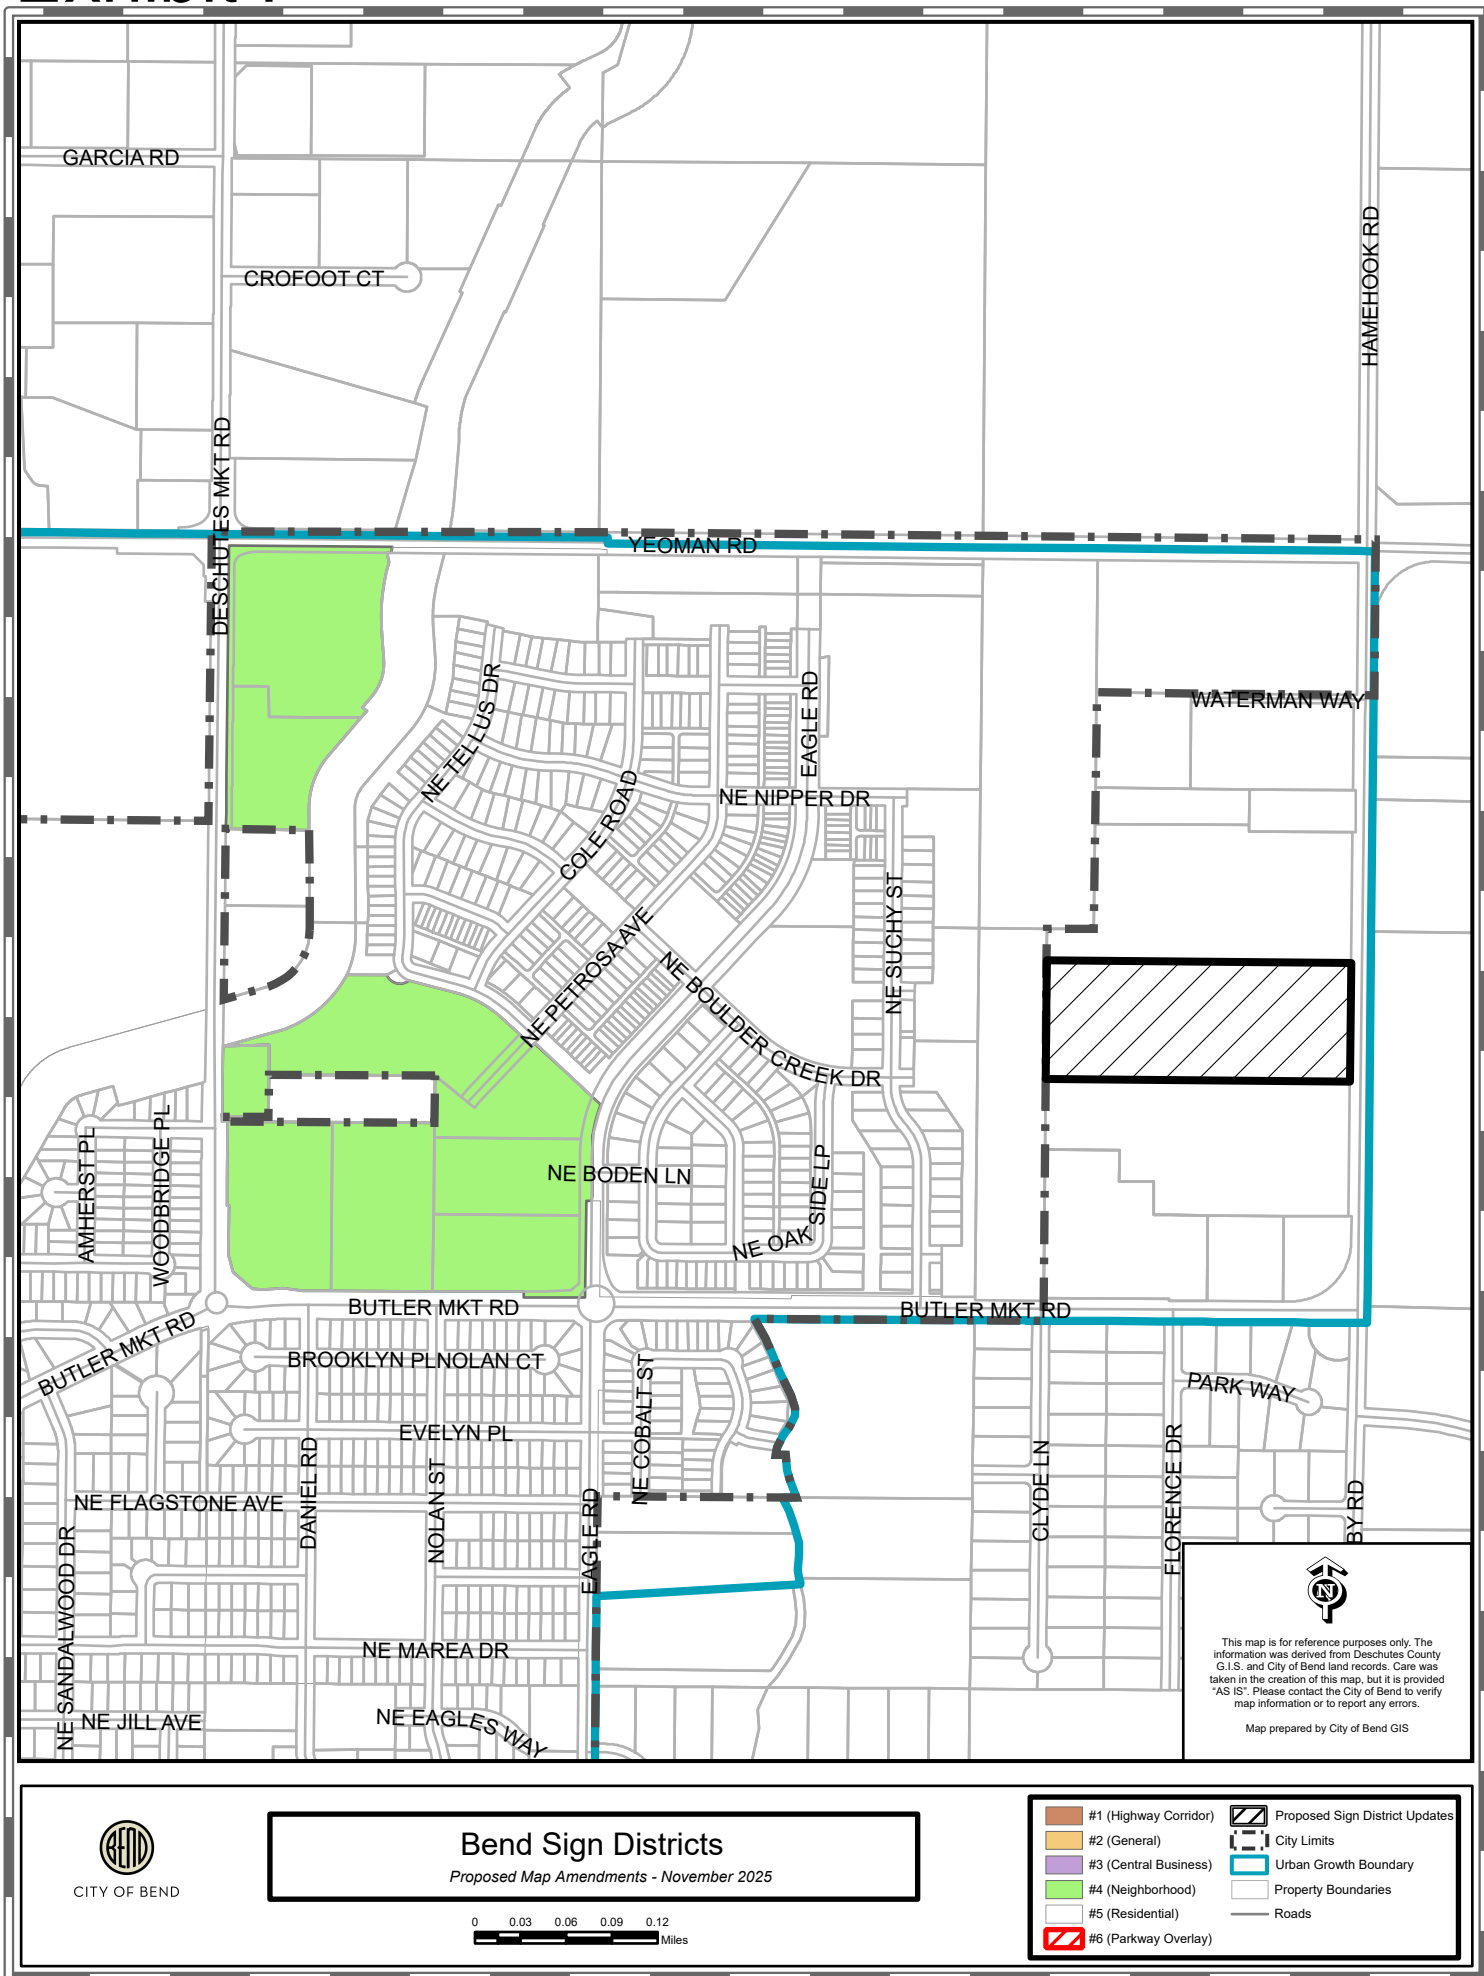 GARCIA RD
CROFOOT CT
HAMEHOOK RD
DESCHUTES MKT RD
YEOMAN RD
WATERMAN WAY
NE TELLUS DR
EAGLE RD
COLE ROAD
NE NIPPER DR
NE SUCHY ST
NE PETROSA AVE
NE BOULDER CREEK DR
AMHERST PL
WOODBRIDGE PL
NE BODEN LN
NE OAK
SIDE LP
BUTLER MKT RD
BUTLER MKT RD
BUTLER MKT RD
BROOKLYN PL
NOLAN CT
NE COBALT ST
PARK WAY
EVELYN PL
DANIEL RD
NOLAN ST
NE FLAGSTONE AVE
EAGLE RD
CLYDE LN
FLORENCE DR
BY RD
NE SANDALWOOD DR
NE MAREA DR
NE JILL AVE
NE EAGLES WAY
N
This map is for reference purposes only. The
information was derived from Deschutes County
G.I.S. and City of Bend land records. Care was
taken in the creation of this map, but it is provided
"AS IS". Please contact the City of Bend to verify
map information or to report any errors.
Map prepared by City of Bend GIS
BEND
CITY OF BEND
Bend Sign Districts
Proposed Map Amendments - November 2025
0 0.03 0.06 0.09 0.12
Miles
#1 (Highway Corridor)
#2 (General)
#3 (Central Business)
#4 (Neighborhood)
#5 (Residential)
#6 (Parkway Overlay)
Proposed Sign District Updates
City Limits
Urban Growth Boundary
Property Boundaries
Roads